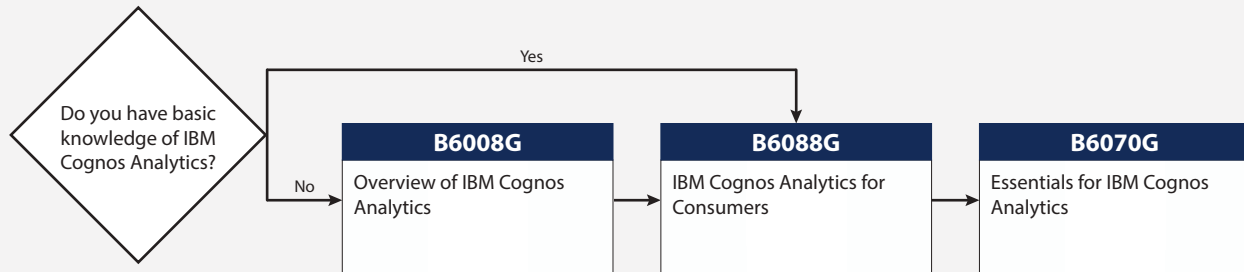 Do you have basic
knowledge of IBM
Cognos Analytics?
Yes
No
B6008G
Overview of IBM Cognos
Analytics
B6088G
IBM Cognos Analytics for
Consumers
B6070G
Essentials for IBM Cognos
Analytics